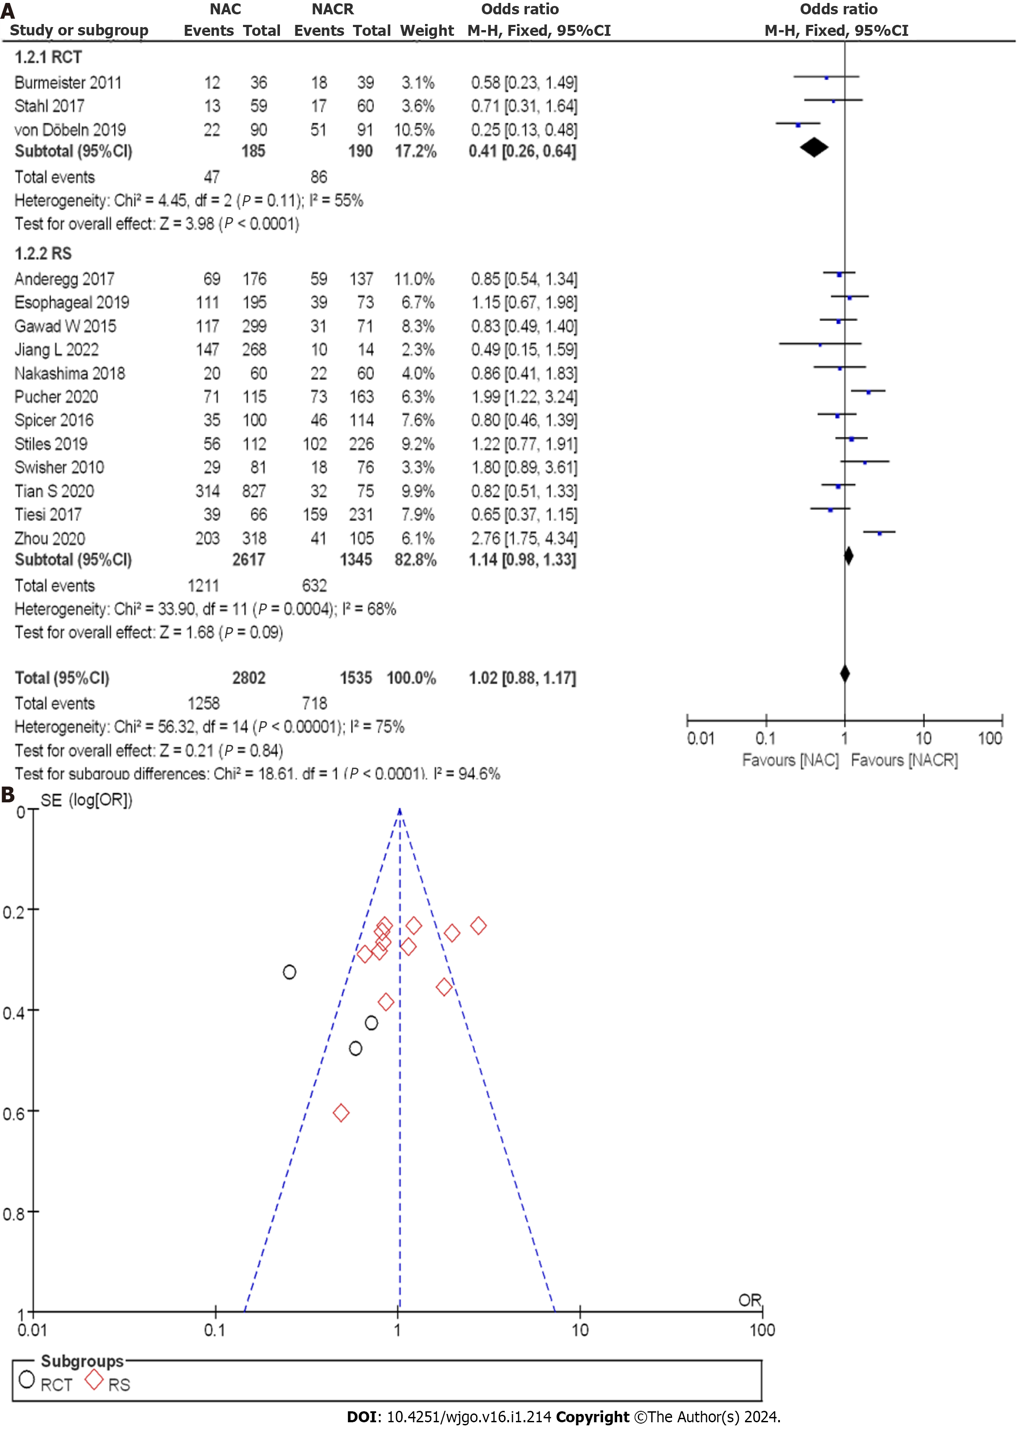 A
NAC NACR Odds ratio Odds ratio
Study or subgroup Events Total Events Total Weight M-H, Fixed, 95%CI M-H, Fixed, 95%CI
1.2.1 RCT
Burmeister 2011 12 36 18 39 3.1% 0.58 [0.23, 1.49]
Stahl 2017 13 59 17 60 3.6% 0.71 [0.31, 1.64]
von Döbeln 2019 22 90 51 91 10.5% 0.25 [0.13, 0.48]
Subtotal (95%CI) 185 190 17.2% 0.41 [0.26, 0.64]
Total events 47 86
Heterogeneity: Chi² = 4.45, df = 2 (P = 0.11); I² = 55%
Test for overall effect: Z = 3.98 (P < 0.0001)
1.2.2 RS
Anderegg 2017 69 176 59 137 11.0% 0.85 [0.54, 1.34]
Esophageal 2019 111 195 39 73 6.7% 1.15 [0.67, 1.98]
Gawad W 2015 117 299 31 71 8.3% 0.83 [0.49, 1.40]
Jiang L 2022 147 268 10 14 2.3% 0.49 [0.15, 1.59]
Nakashima 2018 20 60 22 60 4.0% 0.86 [0.41, 1.83]
Pucher 2020 71 115 73 163 6.3% 1.99 [1.22, 3.24]
Spicer 2016 35 100 46 114 7.6% 0.80 [0.46, 1.39]
Stiles 2019 56 112 102 226 9.2% 1.22 [0.77, 1.91]
Swisher 2010 29 81 18 76 3.3% 1.80 [0.89, 3.61]
Tian S 2020 314 827 32 75 9.9% 0.82 [0.51, 1.33]
Tiesi 2017 39 66 159 231 7.9% 0.65 [0.37, 1.15]
Zhou 2020 203 318 41 105 6.1% 2.76 [1.75, 4.34]
Subtotal (95%CI) 2617 1345 82.8% 1.14 [0.98, 1.33]
Total events 1211 632
Heterogeneity: Chi² = 33.90, df = 11 (P = 0.0004); I² = 68%
Test for overall effect: Z = 1.68 (P = 0.09)
Total (95%CI) 2802 1535 100.0% 1.02 [0.88, 1.17]
Total events 1258 718
Heterogeneity: Chi² = 56.32, df = 14 (P < 0.00001); I² = 75%
Test for overall effect: Z = 0.21 (P = 0.84)
Test for subgroup differences: Chi² = 18.61, df = 1 (P < 0.0001), I² = 94.6%
0.01 0.1 1 10 100
Favours [NAC] Favours [NACR]
B
SE (log[OR])
0
0.2
0.4
0.6
0.8
1
OR
0.01 0.1 1 10 100
Subgroups
RCT RS
DOI: 10.4251/wjgo.v16.i1.214 Copyright ©The Author(s) 2024.